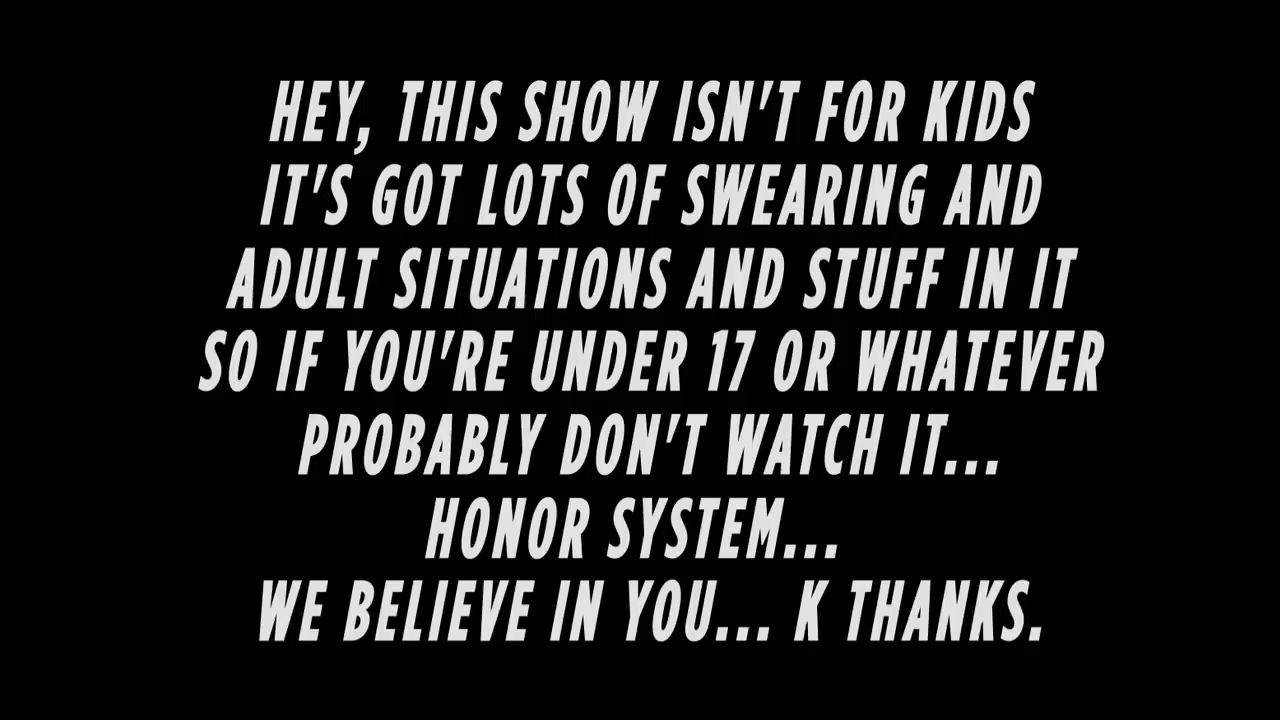 HEY, THIS SHOW ISN'T FOR KIDS
IT'S GOT LOTS OF SWEARING AND
ADULT SITUATIONS AND STUFF IN IT
SO IF YOU'RE UNDER 17 OR WHATEVER
PROBABLY DON'T WATCH IT...
HONOR SYSTEM...
WE BELIEVE IN YOU... K THANKS.